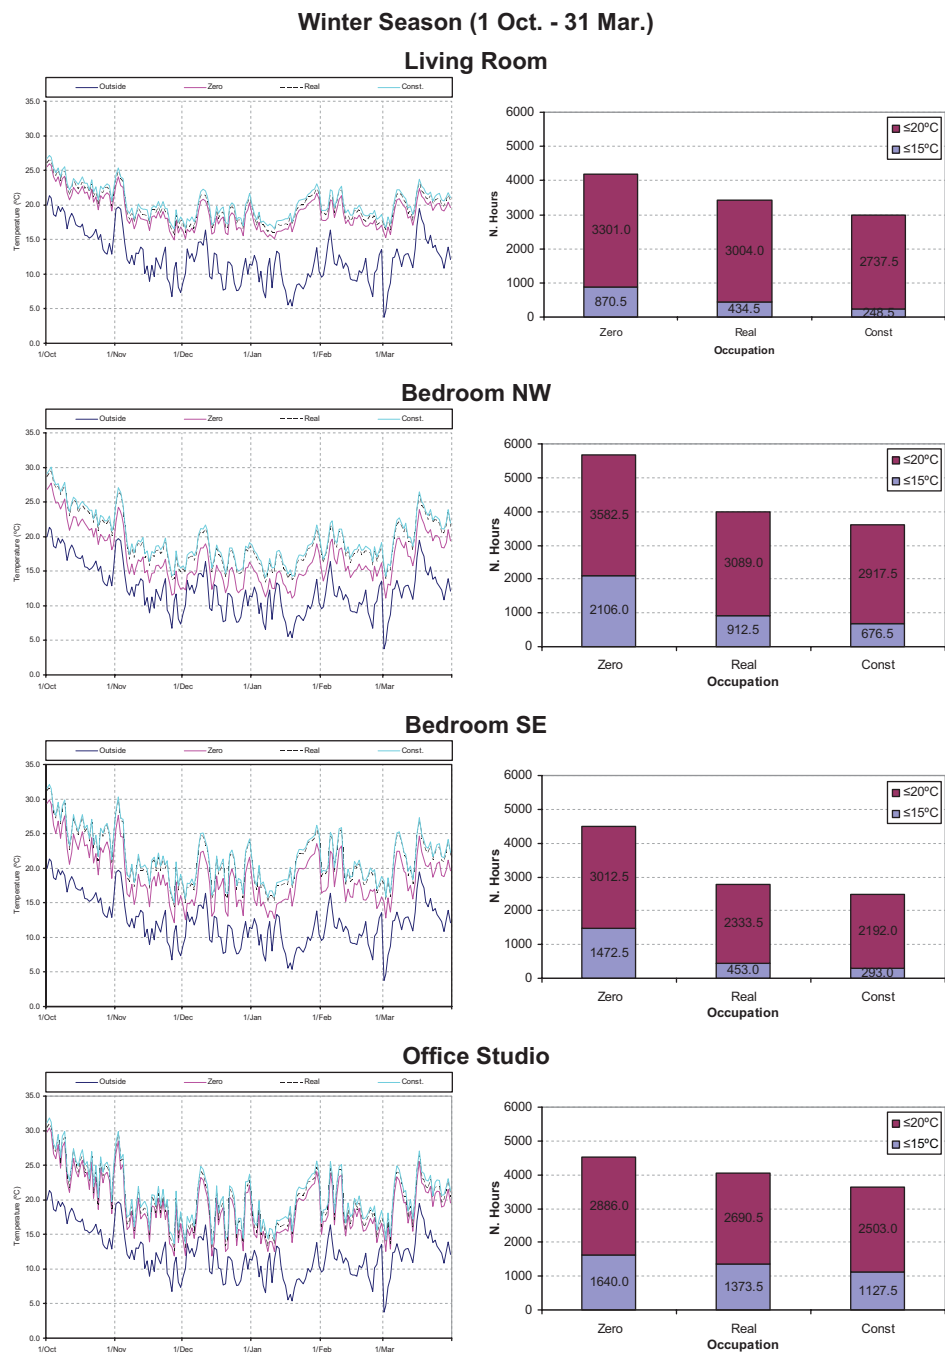 Winter Season (1 Oct. - 31 Mar.)
Living Room
Outside Zero Real Const.
35.0
30.0
25.0
20.0
15.0
10.0
5.0
0.0
Temperature (ºC)
1/Oct 1/Nov 1/Dec 1/Jan 1/Feb 1/Mar
6000
5000
4000
3000
2000
1000
0
N. Hours
≤20ºC
≤15ºC
3301.0 3004.0 2737.5
870.5 434.5 248.5
Zero Real Const
Occupation
Bedroom NW
Outside Zero Real Const.
35.0
30.0
25.0
20.0
15.0
10.0
5.0
0.0
Temperature (ºC)
1/Oct 1/Nov 1/Dec 1/Jan 1/Feb 1/Mar
6000
5000
4000
3000
2000
1000
0
N. Hours
≤20ºC
≤15ºC
3582.5 3089.0 2917.5
2106.0 912.5 676.5
Zero Real Const
Occupation
Bedroom SE
Outside Zero Real Const.
35.0
30.0
25.0
20.0
15.0
10.0
5.0
0.0
Temperature (ºC)
1/Oct 1/Nov 1/Dec 1/Jan 1/Feb 1/Mar
6000
5000
4000
3000
2000
1000
0
N. Hours
≤20ºC
≤15ºC
3012.5 2333.5 2192.0
1472.5 453.0 293.0
Zero Real Const
Occupation
Office Studio
Outside Zero Real Const.
35.0
30.0
25.0
20.0
15.0
10.0
5.0
0.0
Temperature (ºC)
1/Oct 1/Nov 1/Dec 1/Jan 1/Feb 1/Mar
6000
5000
4000
3000
2000
1000
0
N. Hours
≤20ºC
≤15ºC
2886.0 2690.5 2503.0
1640.0 1373.5 1127.5
Zero Real Const
Occupation